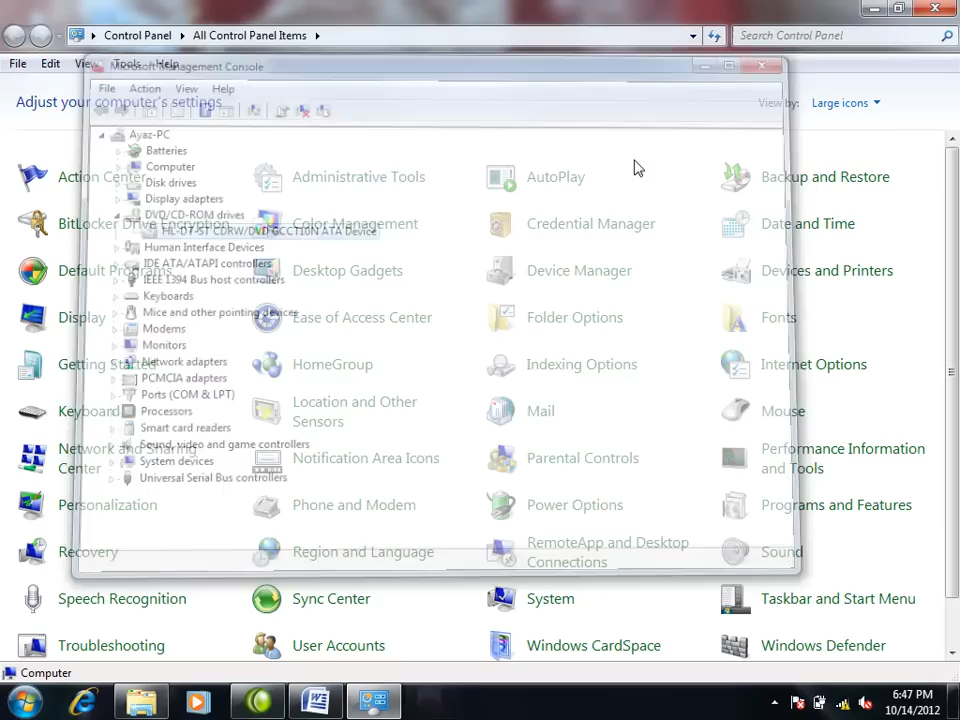 Control Panel
All Control Panel Items
Search Control Panel
File Edit View Tools Help
Microsoft Management Console
File Action View Help
Adjust your computer's settings
View by: Large icons
Ayaz-PC
Batteries
Computer
Disk drives
Display adapters
DVD/CD-ROM drives
HL-DT-ST CDRW/DVD GCCT10N ATA Device
Human Interface Devices
IDE ATA/ATAPI controllers
IEEE 1394 Bus host controllers
Keyboards
Mice and other pointing devices
Modems
Monitors
Network adapters
PCMCIA adapters
Ports (COM & LPT)
Processors
Smart card readers
Sound, video and game controllers
System devices
Universal Serial Bus controllers
Action Center
Administrative Tools
AutoPlay
Backup and Restore
BitLocker Drive Encryption
Color Management
Credential Manager
Date and Time
Default Programs
Desktop Gadgets
Device Manager
Devices and Printers
Display
Ease of Access Center
Folder Options
Fonts
Getting Started
HomeGroup
Indexing Options
Internet Options
Keyboard
Location and Other
Sensors
Mail
Mouse
Network and Sharing
Center
Notification Area Icons
Parental Controls
Performance Information
and Tools
Personalization
Phone and Modem
Power Options
Programs and Features
Recovery
Region and Language
RemoteApp and Desktop
Connections
Sound
Speech Recognition
Sync Center
System
Taskbar and Start Menu
Troubleshooting
User Accounts
Windows CardSpace
Windows Defender
Computer
6:47 PM
10/14/2012